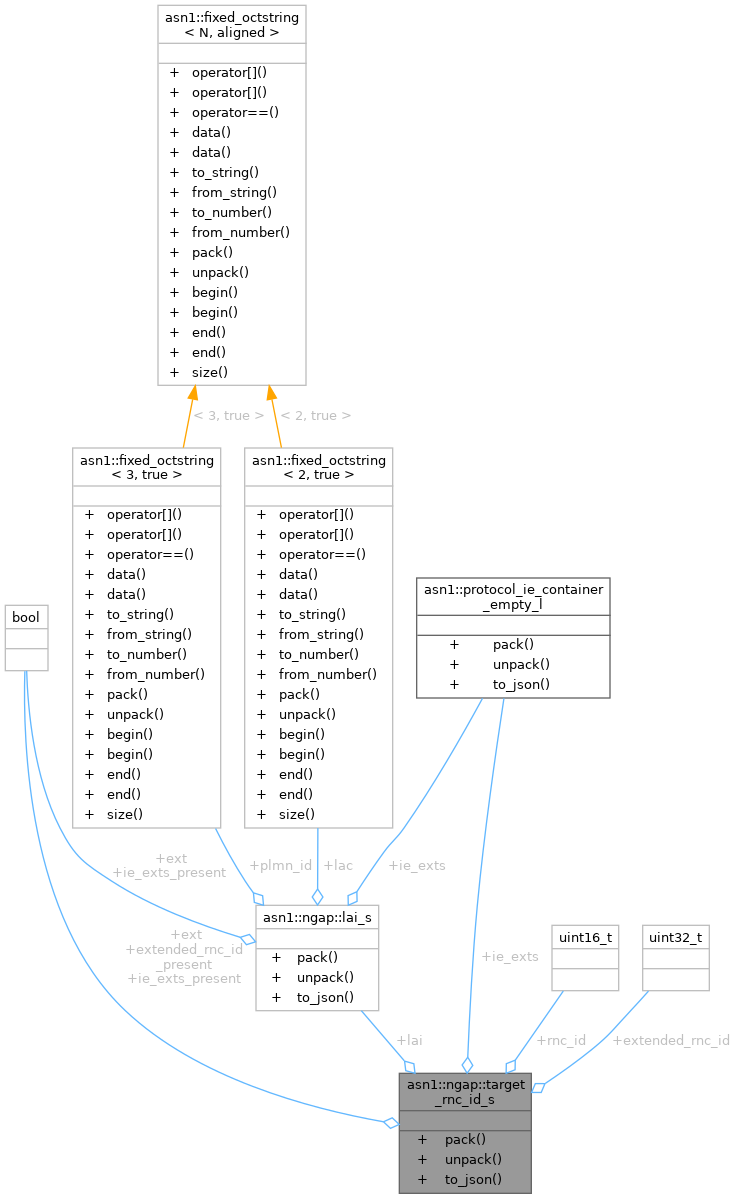 asn1::fixed_octstring
< N, aligned >
+ operator[]()
+ operator[]()
+ operator==()
+ data()
+ data()
+ to_string()
+ from_string()
+ to_number()
+ from_number()
+ pack()
+ unpack()
+ begin()
+ begin()
+ end()
+ end()
+ size()
< 3, true >
< 2, true >
asn1::fixed_octstring
< 3, true >
+ operator[]()
+ operator[]()
+ operator==()
+ data()
+ data()
+ to_string()
+ from_string()
+ to_number()
+ from_number()
+ pack()
+ unpack()
+ begin()
+ begin()
+ end()
+ end()
+ size()
asn1::fixed_octstring
< 2, true >
+ operator[]()
+ operator[]()
+ operator==()
+ data()
+ data()
+ to_string()
+ from_string()
+ to_number()
+ from_number()
+ pack()
+ unpack()
+ begin()
+ begin()
+ end()
+ end()
+ size()
asn1::protocol_ie_container
_empty_l
+ pack()
+ unpack()
+ to_json()
bool
+ext
+ie_exts_present
+plmn_id
+lac
+ie_exts
asn1::ngap::lai_s
+ pack()
+ unpack()
+ to_json()
+ext
+extended_rnc_id
_present
+ie_exts_present
+ie_exts
uint16_t
uint32_t
+lai
+rnc_id
+extended_rnc_id
asn1::ngap::target
_rnc_id_s
+ pack()
+ unpack()
+ to_json()